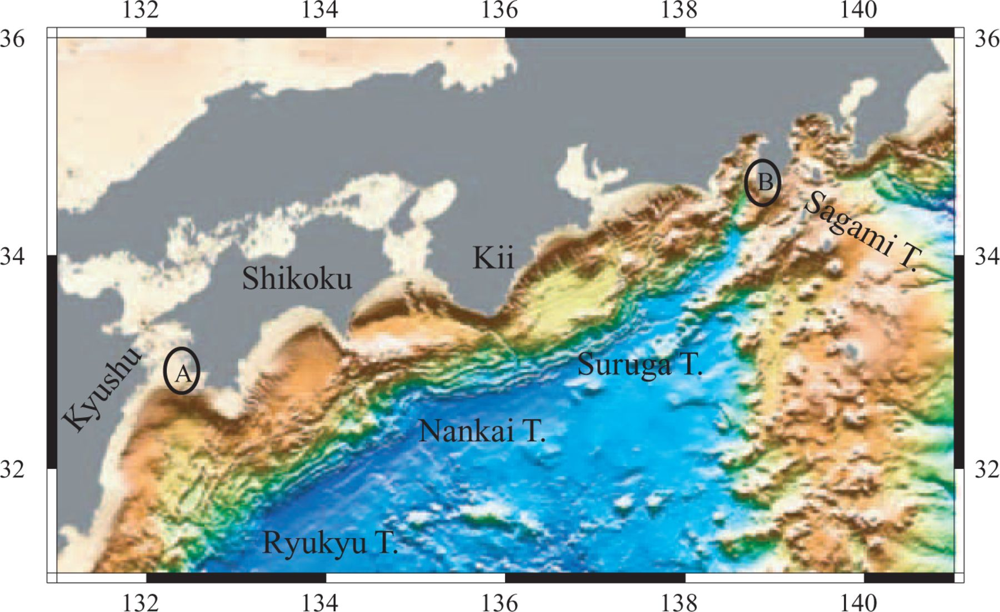 132 134 136 138 140
36 36
B
Sagami T.
34 Kii 34
Shikoku
Kyushu A Suruga T.
Nankai T.
32 32
Ryukyu T.
132 134 136 138 140